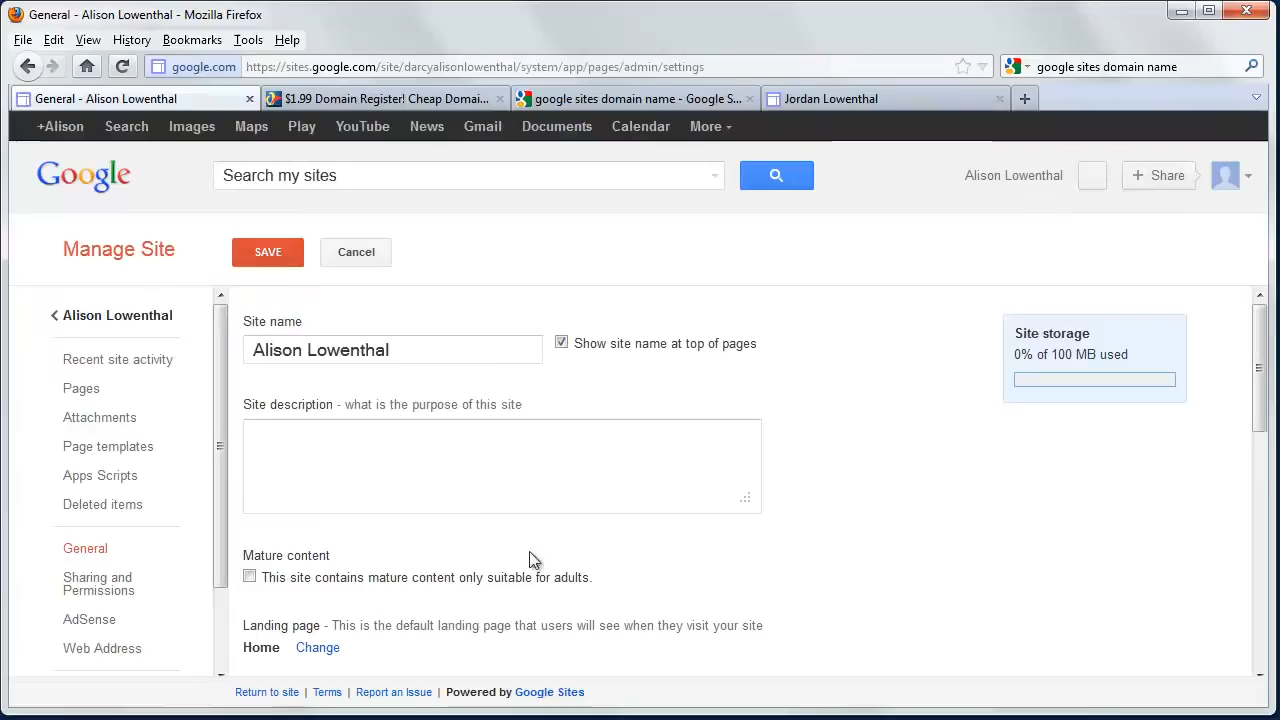 General - Alison Lowenthal - Mozilla Firefox
File Edit View History Bookmarks Tools Help
google.com https://sites.google.com/site/darcyalisonlowenthal/system/app/pages/admin/settings google sites domain name
General - Alison Lowenthal $1.99 Domain Register! Cheap Domai... google sites domain name - Google S... Jordan Lowenthal
+Alison Search Images Maps Play YouTube News Gmail Documents Calendar More
Google Search my sites Alison Lowenthal + Share
Manage Site SAVE Cancel
Alison Lowenthal
Recent site activity
Pages
Attachments
Page templates
Apps Scripts
Deleted items
General
Sharing and
Permissions
AdSense
Web Address
Site name
Alison Lowenthal Show site name at top of pages
Site description - what is the purpose of this site
Mature content
This site contains mature content only suitable for adults.
Landing page - This is the default landing page that users will see when they visit your site
Home Change
Site storage
0% of 100 MB used
Return to site | Terms | Report an Issue | Powered by Google Sites